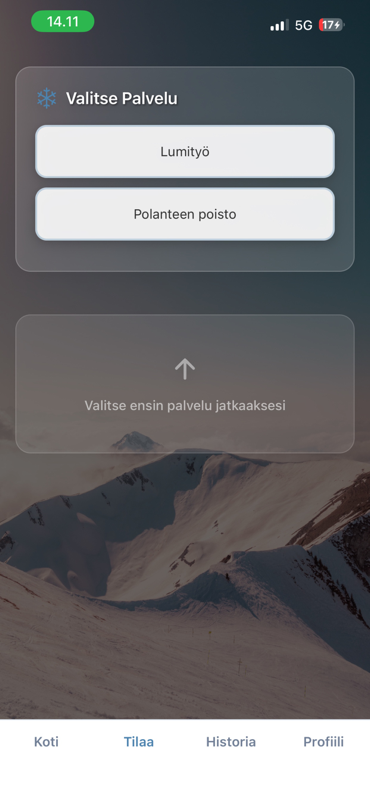 14.11
5G
17
Valitse Palvelu
Lumityö
Polanteen poisto
Valitse ensin palvelu jatkaaksesi
Koti
Tilaa
Historia
Profiili